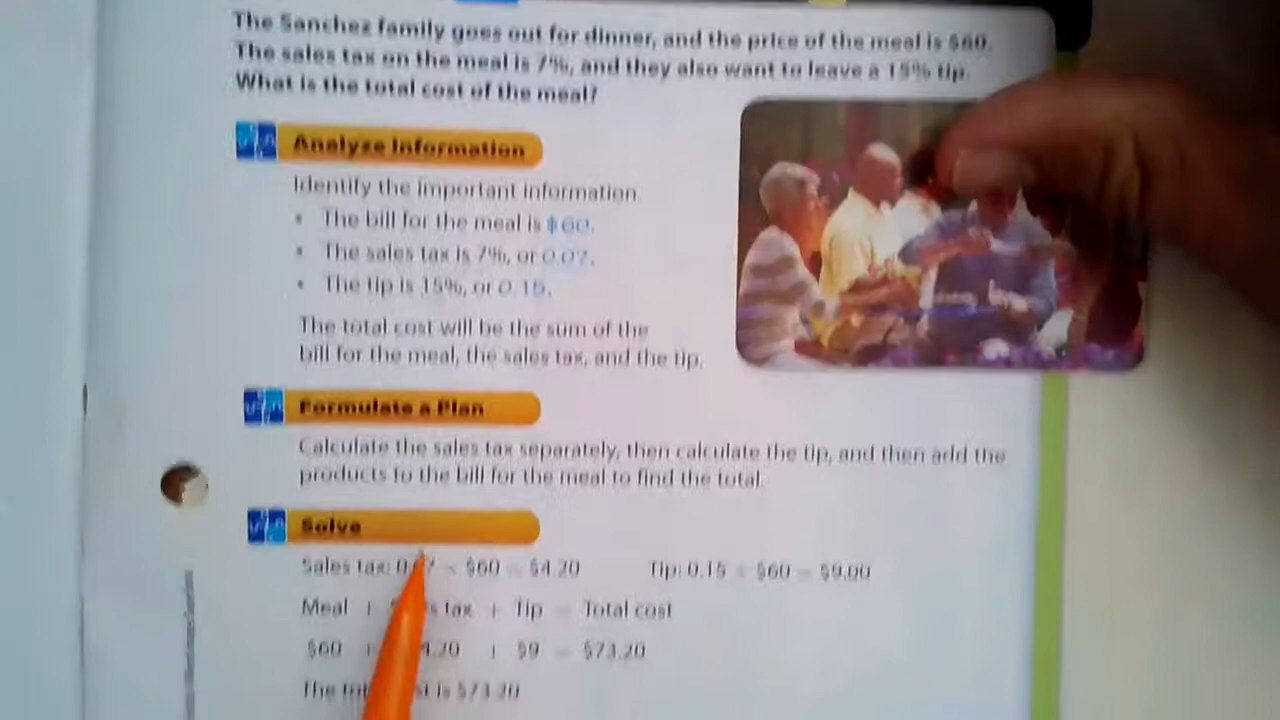 The Sanchez family goes out for dinner, and the price of the meal is $60.
The sales tax on the meal is 7%, and they also want to leave a 15% tip.
What is the total cost of the meal?
Analyze Information
Identify the important information.
• The bill for the meal is $60.
• The sales tax is 7%, or 0.07.
• The tip is 15%, or 0.15.
The total cost will be the sum of the
bill for the meal, the sales tax, and the tip.
Formulate a Plan
Calculate the sales tax separately, then calculate the tip, and then add the
products to the bill for the meal to find the total.
Solve
Sales tax: × $60 = $4.20 Tip: 0.15 × $60 = $9.00
Meal + tax + Tip = Total cost
$60 + + $9 = $73.20
The is $73.20